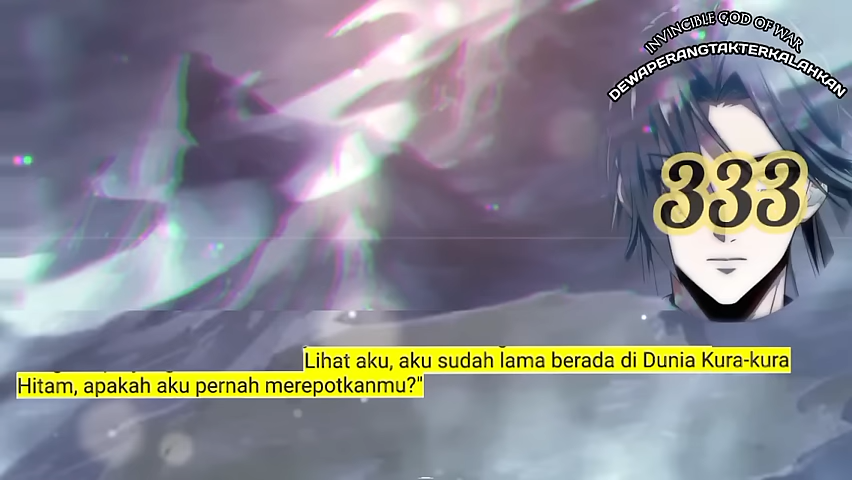 INVINCIBLE GOD OF WAR
DEWAPERANGTAKTERKALAHKAN
333
Lihat aku, aku sudah lama berada di Dunia Kura-kura
Hitam, apakah aku pernah merepotkanmu?"